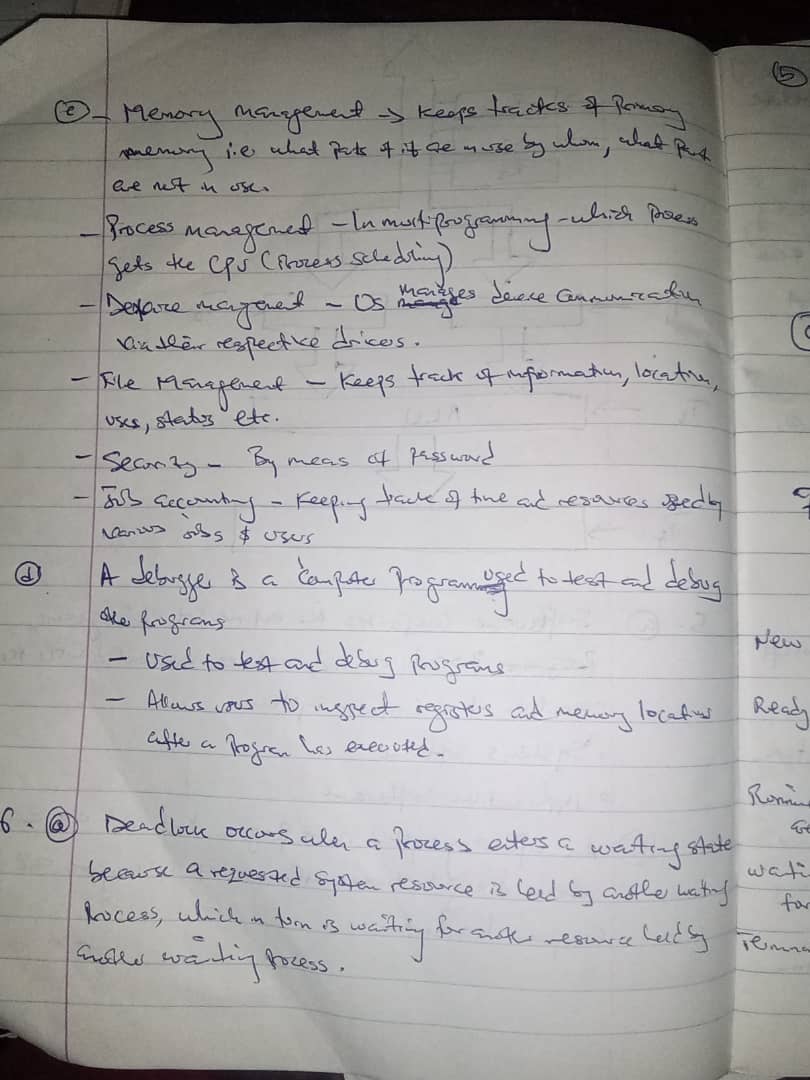 (e) - Memory management → keeps tracks of Primary
memory i.e what parts of it are in use by whom, what part
are not in use.
- Process management - In multiprogramming - which process
gets the CPU (Process Scheduling)
- management - OS manages device communication
via their respective drivers.
- File Management - keeps track of information, location,
uses, status etc.
- Security - By means of password
- Job accounting - keeping track of time and resources used by
various jobs & users
(d) A debugger is a Computer Program used to test and debug
the programs
- Used to test and debug programs
- Allows users to inspect registers and memory locations
after a program has executed.
6. (a) Deadlock occurs when a process enters a waiting state
because a requested system resource is held by another waiting
process, which in turn is waiting for another resource held by
another waiting process.
(5)
New
Ready